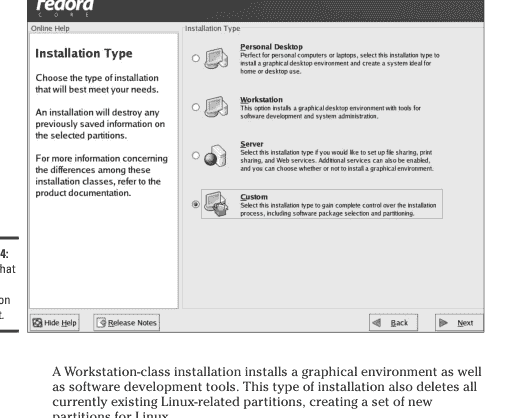 fedora
C O R E
Online Help
Installation Type
Choose the type of installation
that will best meet your needs.
An installation will destroy any
previously saved information on
the selected partitions.
For more information concerning
the differences among these
installation classes, refer to the
product documentation.
Installation Type
Personal Desktop
Perfect for personal computers or laptops, select this installation type to
install a graphical desktop environment and create a system ideal for
home or desktop use.
Workstation
This option installs a graphical desktop environment with tools for
software development and system administration.
Server
Select this installation type if you would like to set up file sharing, print
sharing, and Web services. Additional services can also be enabled,
and you can choose whether or not to install a graphical environment.
Custom
Select this installation type to gain complete control over the installation
process, including software package selection and partitioning.
4:
hat
on
t.
Hide Help
Release Notes
Back
Next
A Workstation-class installation installs a graphical environment as well
as software development tools. This type of installation also deletes all
currently existing Linux-related partitions, creating a set of new
partitions for Linux.